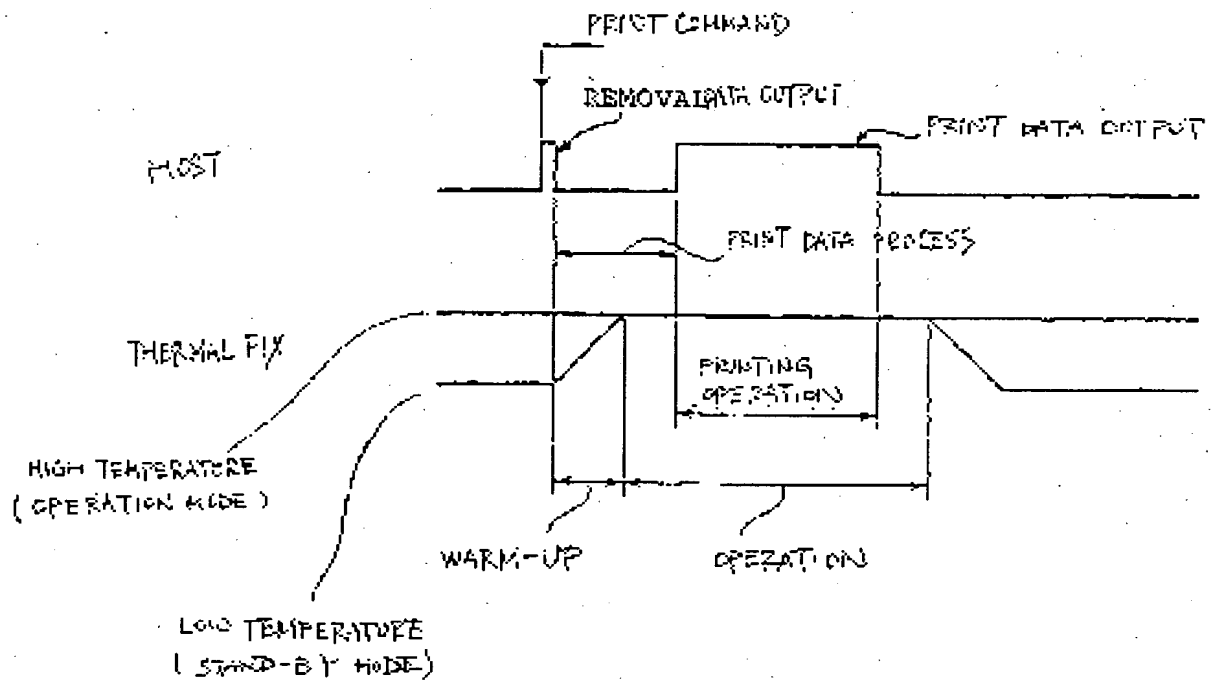 PRINT COMMAND
REMOVAL DATA OUTPUT
PRINT DATA OUTPUT
HOST
PRINT DATA PROCESS
THERMAL FIX
PRINTING
OPERATION
HIGH TEMPERATURE
(OPERATION MODE)
WARM-UP
OPERATION
LOW TEMPERATURE
(STAND-BY MODE)